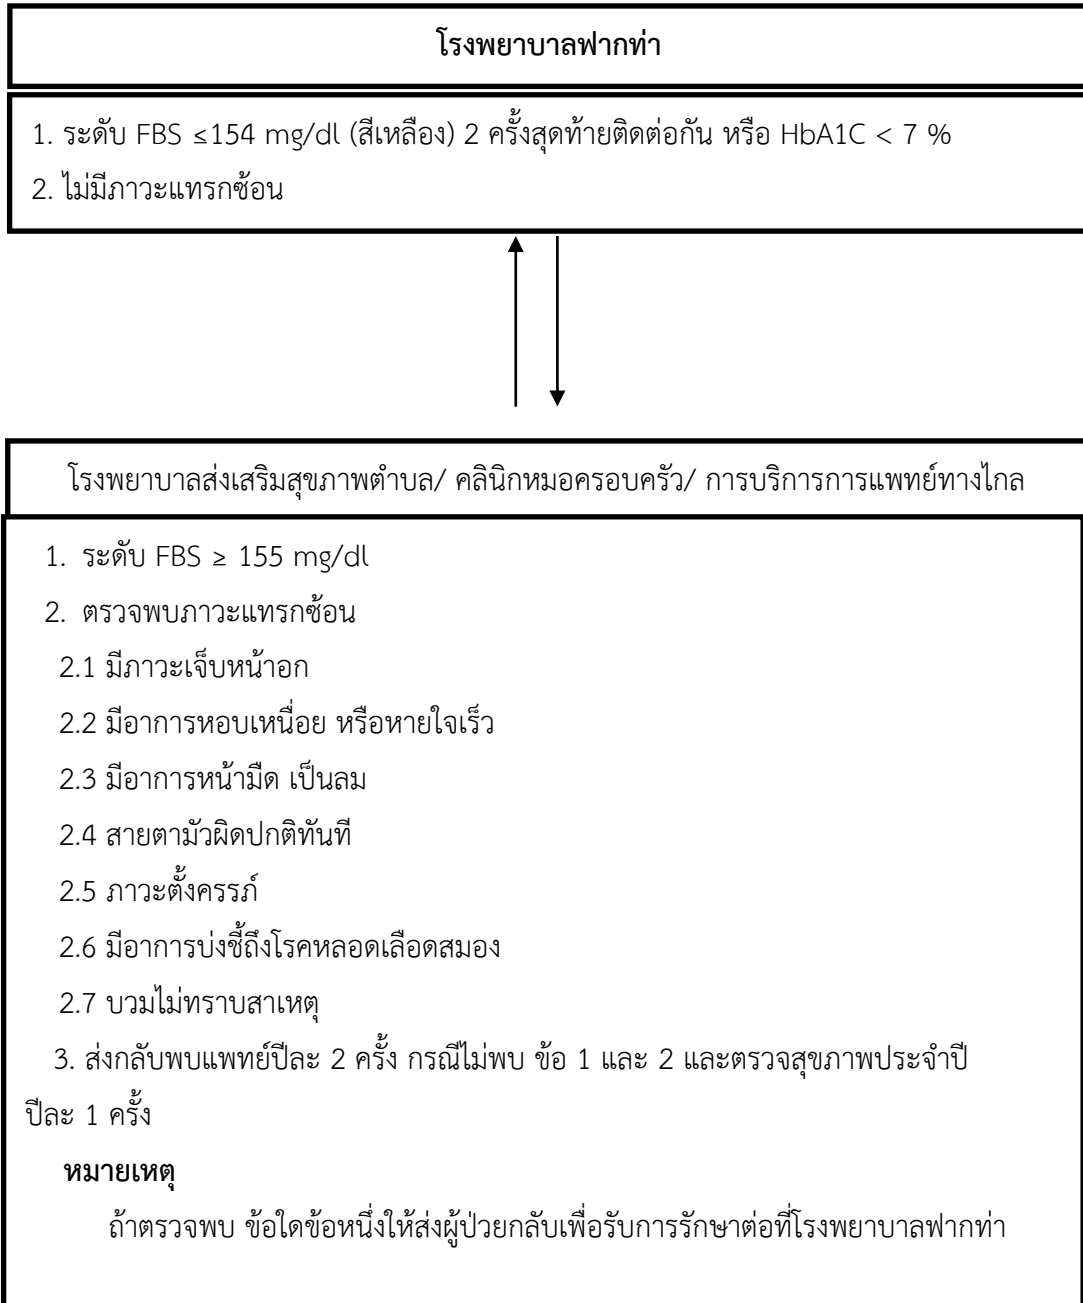 โรงพยาบาลฟากท่า
1. ระดับ FBS ≤154 mg/dl (สีเหลือง) 2 ครั้งสุดท้ายติดต่อกัน หรือ HbA1C < 7 %
2. ไม่มีภาวะแทรกซ้อน
โรงพยาบาลส่งเสริมสุขภาพตำบล/ คลินิกหมอครอบครัว/ การบริการการแพทย์ทางไกล
1. ระดับ FBS ≥ 155 mg/dl
2. ตรวจพบภาวะแทรกซ้อน
2.1 มีภาวะเจ็บหน้าอก
2.2 มีอาการหอบเหนื่อย หรือหายใจเร็ว
2.3 มีอาการหน้ามืด เป็นลม
2.4 สายตามัวผิดปกติทันที
2.5 ภาวะตั้งครรภ์
2.6 มีอาการบ่งชี้ถึงโรคหลอดเลือดสมอง
2.7 บวมไม่ทราบสาเหตุ
3. ส่งกลับพบแพทย์ปีละ 2 ครั้ง กรณีไม่พบ ข้อ 1 และ 2 และตรวจสุขภาพประจำปี
ปีละ 1 ครั้ง
หมายเหตุ
ถ้าตรวจพบ ข้อใดข้อหนึ่งให้ส่งผู้ป่วยกลับเพื่อรับการรักษาต่อที่โรงพยาบาลฟากท่า